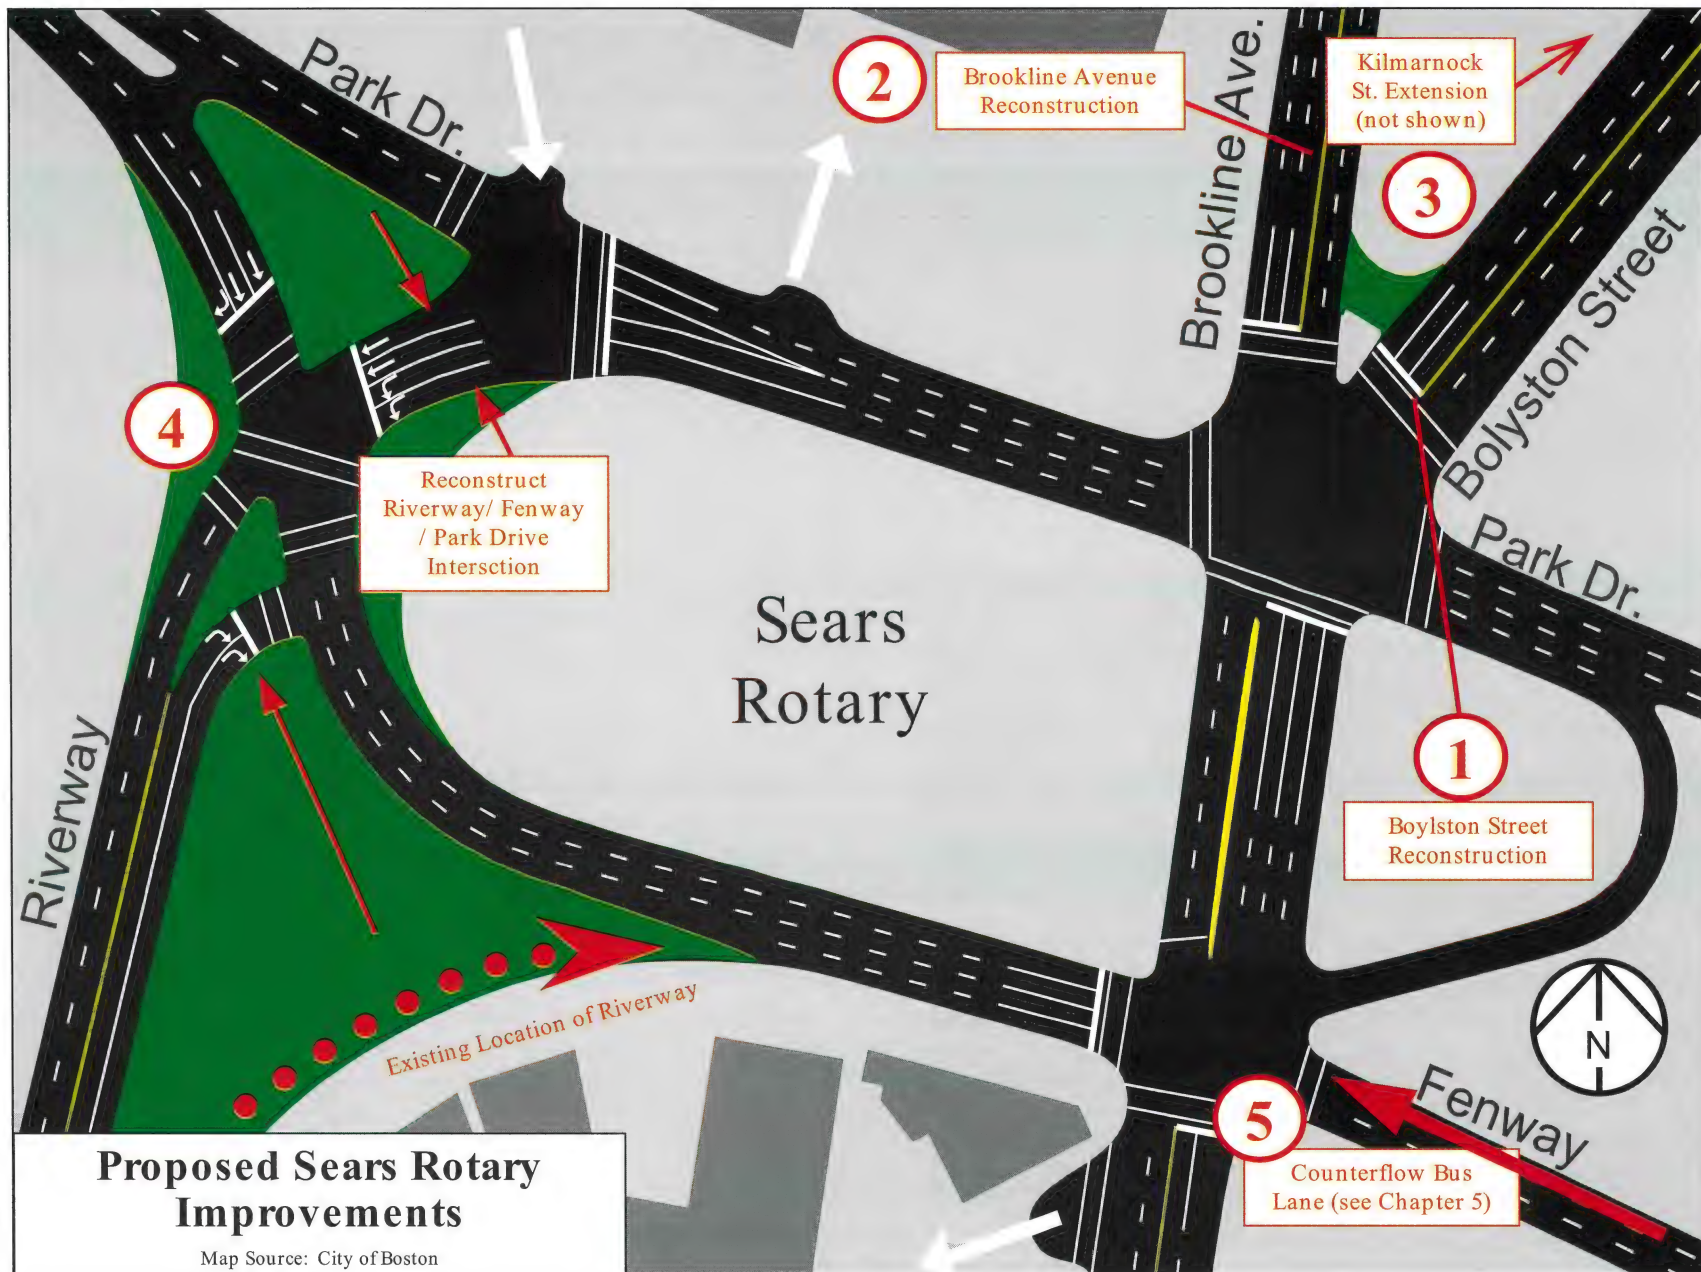 Park Dr.
2
Brookline Avenue
Reconstruction
Brookline Ave.
Kilmarnock
St. Extension
(not shown)
3
Bolyston Street
4
Reconstruct
Riverway/ Fenway
/ Park Drive
Intersction
Sears
Rotary
Park Dr.
1
Boylston Street
Reconstruction
Riverway
Existing Location of Riverway
N
Fenway
5
Counterflow Bus
Lane (see Chapter 5)
Proposed Sears Rotary
Improvements
Map Source: City of Boston